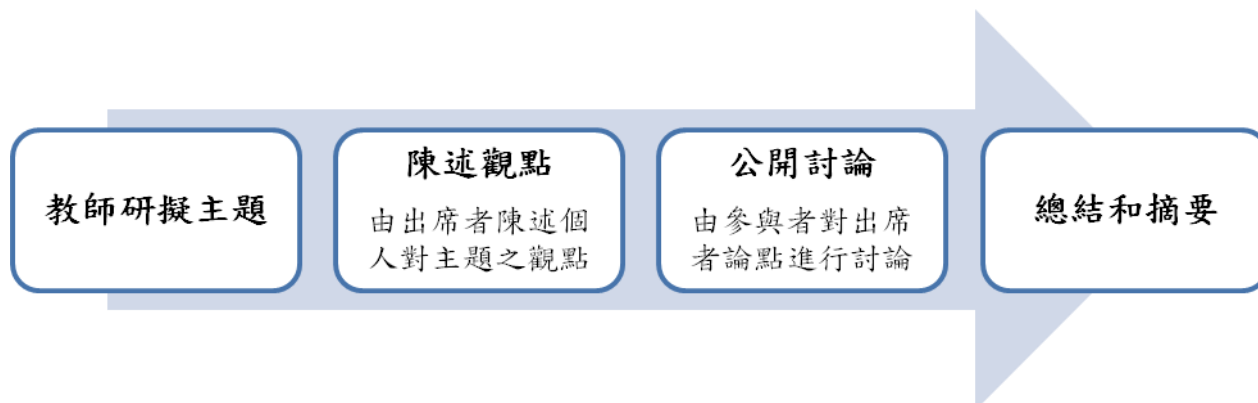 教師研擬主題
陳述觀點
由出席者陳述個
人對主題之觀點
公開討論
由參與者對出席
者論點進行討論
總結和摘要